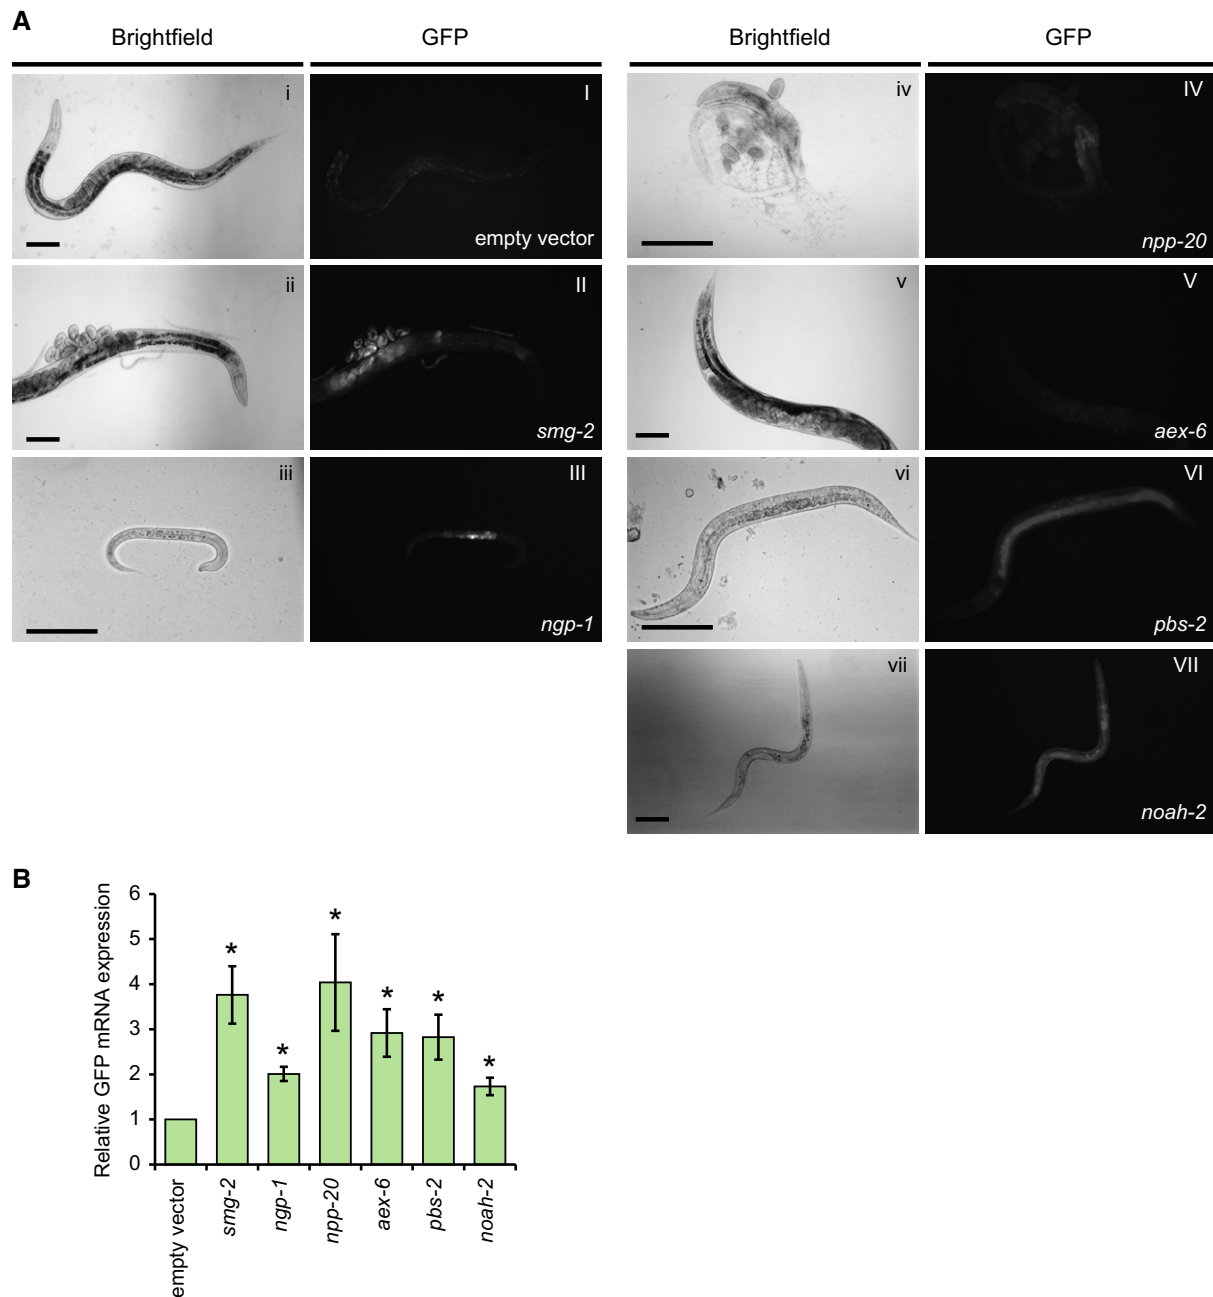 A
Brightfield
GFP
Brightfield
GFP
i
I
empty vector
iv
IV
npp-20
ii
II
smg-2
v
V
aex-6
iii
III
ngp-1
vi
VI
pbs-2
vii
VII
noah-2
B
Relative GFP mRNA expression
6
5
4
3
2
1
0
*
*
*
*
*
*
empty vector
smg-2
ngp-1
npp-20
aex-6
pbs-2
noah-2